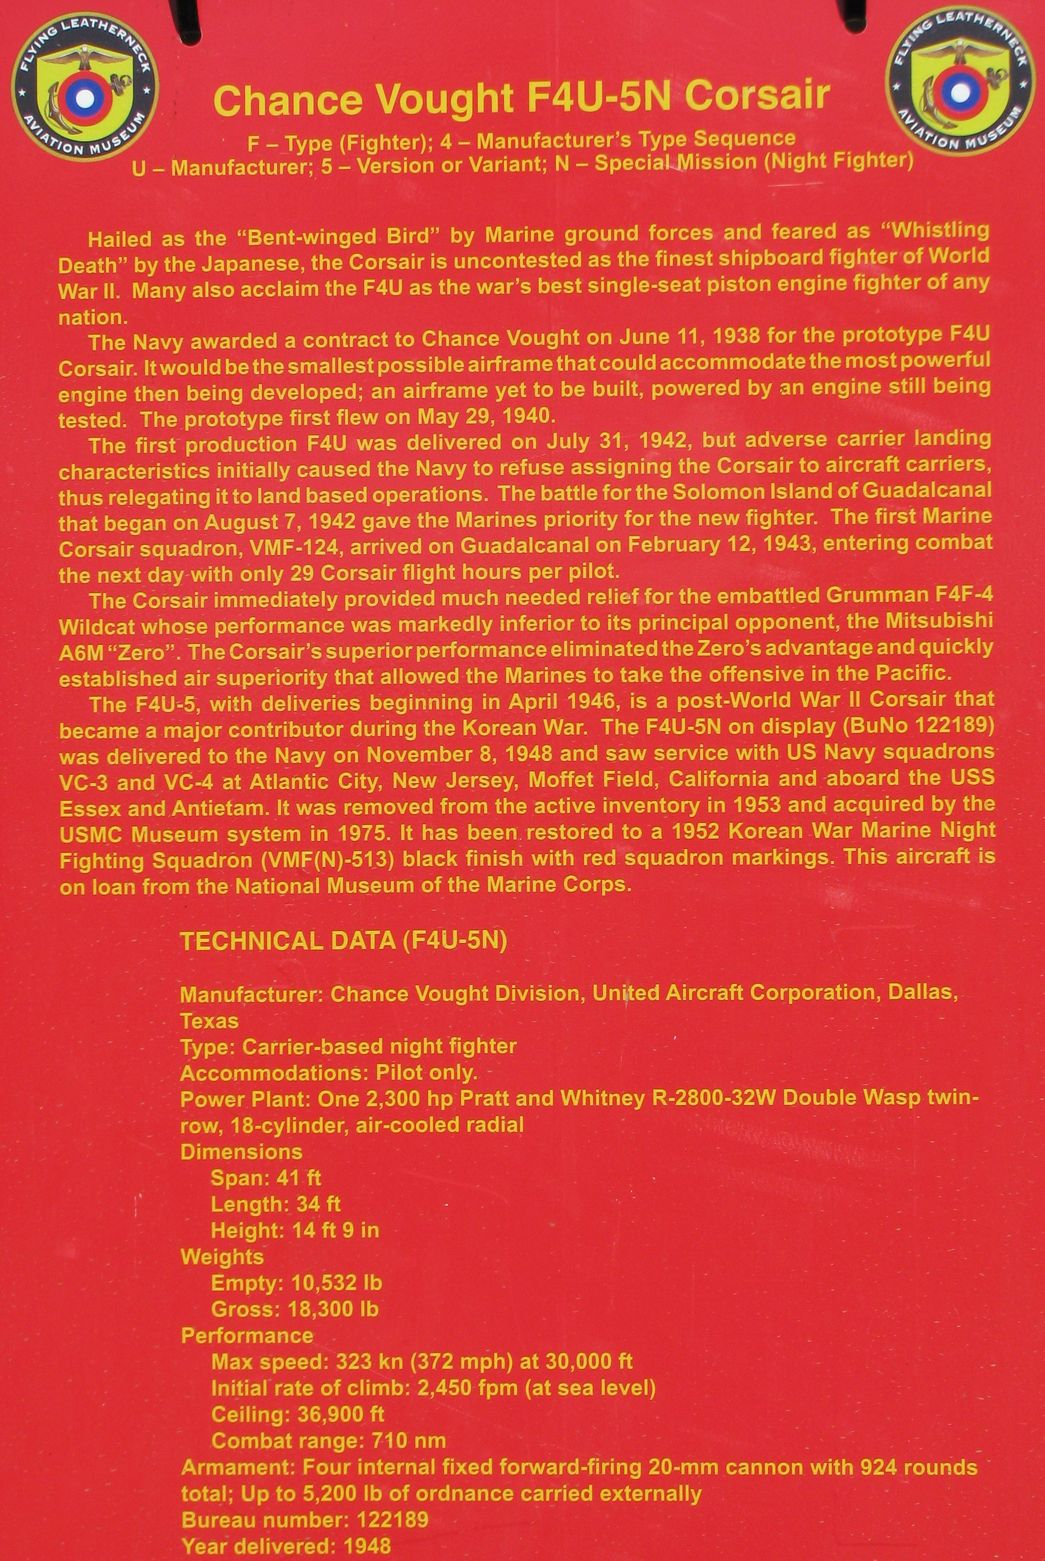 FLYING LEATHERNECK
AVIATION MUSEUM
FLYING LEATHERNECK
AVIATION MUSEUM
Chance Vought F4U-5N Corsair
F – Type (Fighter); 4 – Manufacturer's Type Sequence
U – Manufacturer; 5 – Version or Variant; N – Special Mission (Night Fighter)
Hailed as the “Bent-winged Bird” by Marine ground forces and feared as “Whistling
Death” by the Japanese, the Corsair is uncontested as the finest shipboard fighter of World
War II. Many also acclaim the F4U as the war's best single-seat piston engine fighter of any
nation.
The Navy awarded a contract to Chance Vought on June 11, 1938 for the prototype F4U
Corsair. It would be the smallest possible airframe that could accommodate the most powerful
engine then being developed; an airframe yet to be built, powered by an engine still being
tested. The prototype first flew on May 29, 1940.
The first production F4U was delivered on July 31, 1942, but adverse carrier landing
characteristics initially caused the Navy to refuse assigning the Corsair to aircraft carriers,
thus relegating it to land based operations. The battle for the Solomon Island of Guadalcanal
that began on August 7, 1942 gave the Marines priority for the new fighter. The first Marine
Corsair squadron, VMF-124, arrived on Guadalcanal on February 12, 1943, entering combat
the next day with only 29 Corsair flight hours per pilot.
The Corsair immediately provided much needed relief for the embattled Grumman F4F-4
Wildcat whose performance was markedly inferior to its principal opponent, the Mitsubishi
A6M “Zero”. The Corsair's superior performance eliminated the Zero's advantage and quickly
established air superiority that allowed the Marines to take the offensive in the Pacific.
The F4U-5, with deliveries beginning in April 1946, is a post-World War II Corsair that
became a major contributor during the Korean War. The F4U-5N on display (BuNo 122189)
was delivered to the Navy on November 8, 1948 and saw service with US Navy squadrons
VC-3 and VC-4 at Atlantic City, New Jersey, Moffet Field, California and aboard the USS
Essex and Antietam. It was removed from the active inventory in 1953 and acquired by the
USMC Museum system in 1975. It has been restored to a 1952 Korean War Marine Night
Fighting Squadron (VMF(N)-513) black finish with red squadron markings. This aircraft is
on loan from the National Museum of the Marine Corps.
TECHNICAL DATA (F4U-5N)
Manufacturer: Chance Vought Division, United Aircraft Corporation, Dallas,
Texas
Type: Carrier-based night fighter
Accommodations: Pilot only.
Power Plant: One 2,300 hp Pratt and Whitney R-2800-32W Double Wasp twin-
row, 18-cylinder, air-cooled radial
Dimensions
Span: 41 ft
Length: 34 ft
Height: 14 ft 9 in
Weights
Empty: 10,532 lb
Gross: 18,300 lb
Performance
Max speed: 323 kn (372 mph) at 30,000 ft
Initial rate of climb: 2,450 fpm (at sea level)
Ceiling: 36,900 ft
Combat range: 710 nm
Armament: Four internal fixed forward-firing 20-mm cannon with 924 rounds
total; Up to 5,200 lb of ordnance carried externally
Bureau number: 122189
Year delivered: 1948